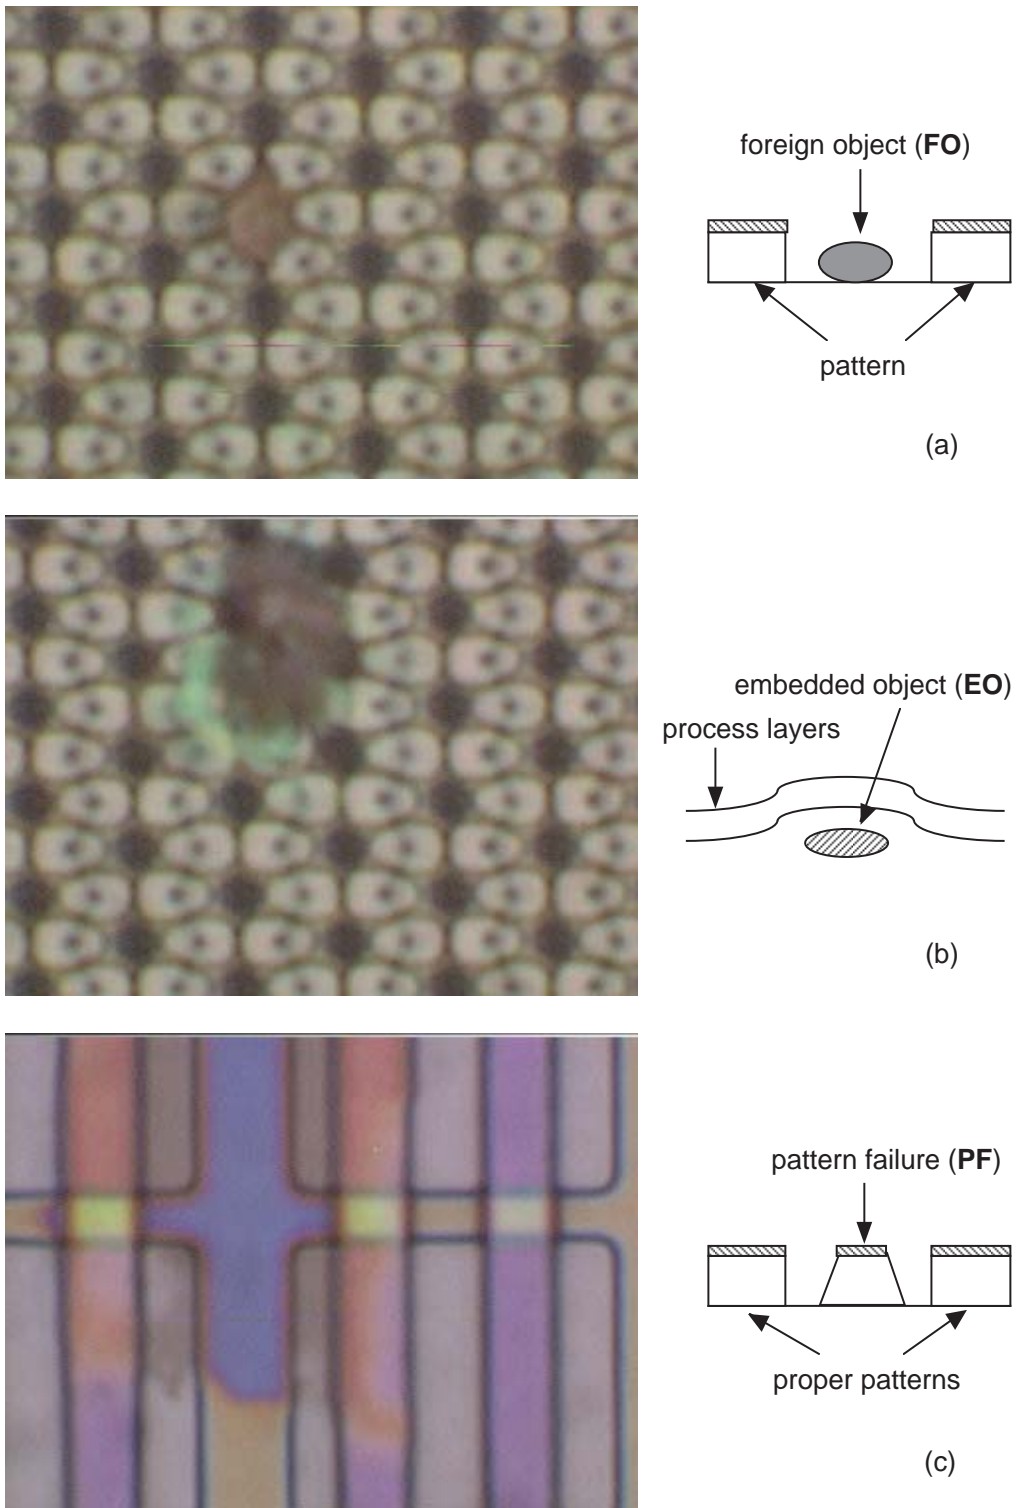 foreign object (FO)
pattern
(a)
embedded object (EO)
process layers
(b)
pattern failure (PF)
proper patterns
(c)